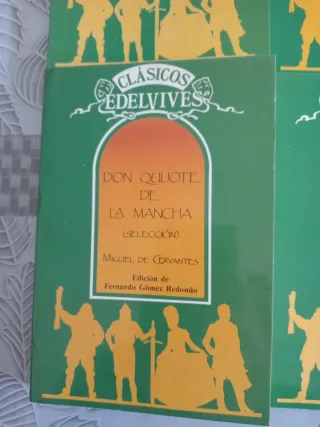 CLÁSICOS
EDELVIVES
DON QUIJOTE
DE
LA MANCHA
(SELECCIÓN)
MIGUEL DE CERVANTES
Edición de
Fernando Gómez Redondo